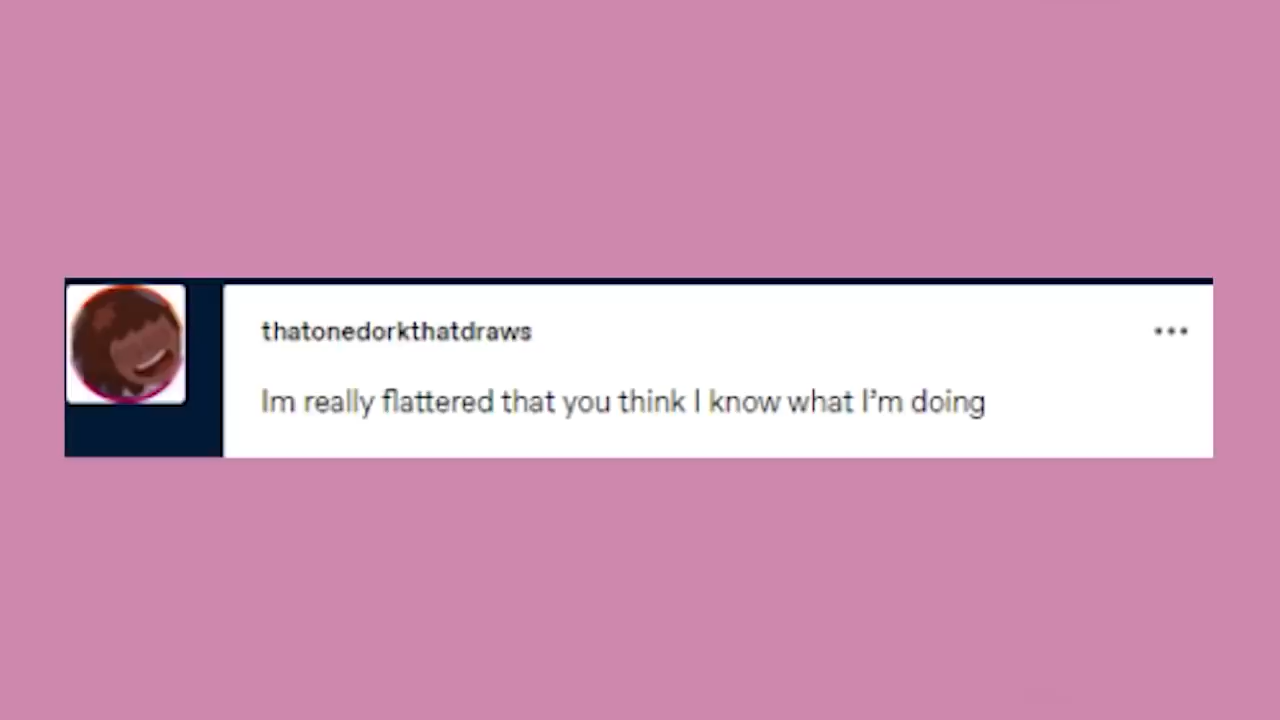 thatonedorkthatdraws
Im really flattered that you think I know what I’m doing